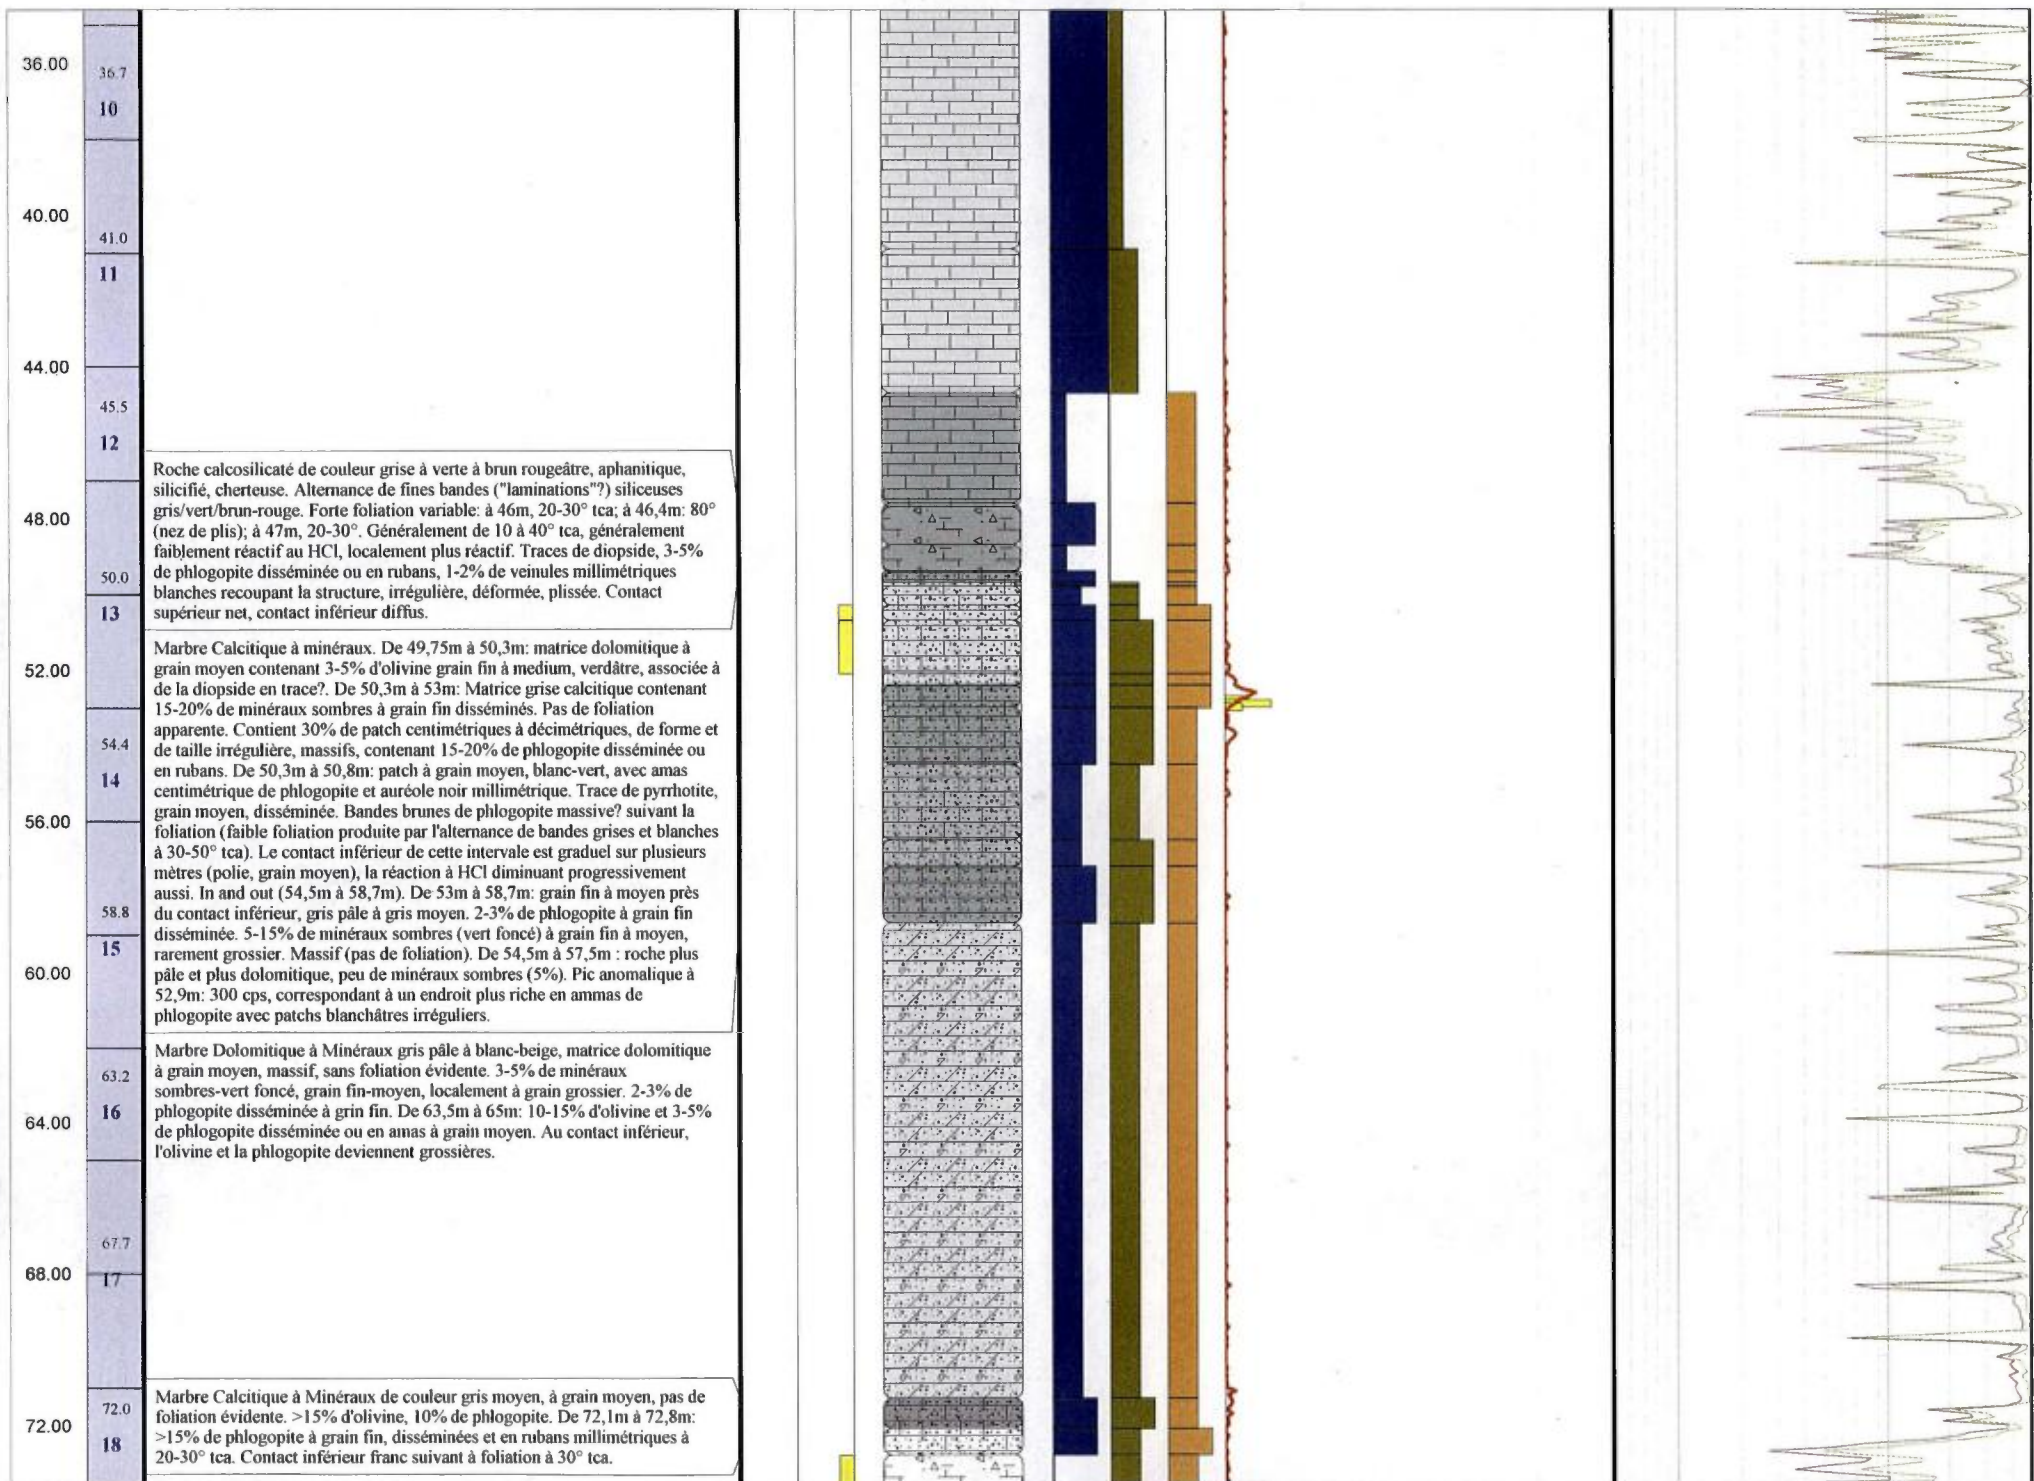 36.00
36.7
10
40.00
41.0
11
44.00
45.5
12
Roche calcosilicaté de couleur grise à verte à brun rougeâtre, aphanitique,
silicifié, cherteuse. Alternance de fines bandes ("laminations"?) siliceuses
gris/vert/brun-rouge. Forte foliation variable: à 46m, 20-30° tca; à 46,4m: 80°
(nez de plis); à 47m, 20-30°. Généralement de 10 à 40° tca, généralement
faiblement réactif au HCl, localement plus réactif. Traces de diopside, 3-5%
de phlogopite disséminée ou en rubans, 1-2% de veinules millimétriques
blanches recoupant la structure, irrégulière, déformée, plissée. Contact
supérieur net, contact inférieur diffus.
48.00
50.0
13
Marbre Calcitique à minéraux. De 49,75m à 50,3m: matrice dolomitique à
grain moyen contenant 3-5% d'olivine grain fin à medium, verdâtre, associée à
de la diopside en trace?. De 50,3m à 53m: Matrice grise calcitique contenant
15-20% de minéraux sombres à grain fin disséminés. Pas de foliation
apparente. Contient 30% de patch centimétriques à décimétriques, de forme et
de taille irrégulière, massifs, contenant 15-20% de phlogopite disséminée ou
en rubans. De 50,3m à 50,8m: patch à grain moyen, blanc-vert, avec amas
centimétrique de phlogopite et auréole noir millimétrique. Trace de pyrrhotite,
grain moyen, disséminée. Bandes brunes de phlogopite massive? suivant la
foliation (faible foliation produite par l'alternance de bandes grises et blanches
à 30-50° tca). Le contact inférieur de cette intervale est graduel sur plusieurs
mètres (polie, grain moyen), la réaction à HCl diminuant progressivement
aussi. In and out (54,5m à 58,7m). De 53m à 58,7m: grain fin à moyen près
du contact inférieur, gris pâle à gris moyen. 2-3% de phlogopite à grain fin
disséminée. 5-15% de minéraux sombres (vert foncé) à grain fin à moyen,
rarement grossier. Massif (pas de foliation). De 54,5m à 57,5m : roche plus
pâle et plus dolomitique, peu de minéraux sombres (5%). Pic anomalique à
52,9m: 300 cps, correspondant à un endroit plus riche en ammas de
phlogopite avec patchs blanchâtres irréguliers.
52.00
54.4
14
56.00
58.8
15
60.00
Marbre Dolomitique à Minéraux gris pâle à blanc-beige, matrice dolomitique
à grain moyen, massif, sans foliation évidente. 3-5% de minéraux
sombres-vert foncé, grain fin-moyen, localement à grain grossier. 2-3% de
phlogopite disséminée à grin fin. De 63,5m à 65m: 10-15% d'olivine et 3-5%
de phlogopite disséminée ou en amas à grain moyen. Au contact inférieur,
l'olivine et la phlogopite deviennent grossières.
63.2
16
64.00
67.7
68.00
17
Marbre Calcitique à Minéraux de couleur gris moyen, à grain moyen, pas de
foliation évidente. >15% d'olivine, 10% de phlogopite. De 72,1m à 72,8m:
>15% de phlogopite à grain fin, disséminées et en rubans millimétriques à
20-30° tca. Contact inférieur franc suivant à foliation à 30° tca.
72.0
72.00
18